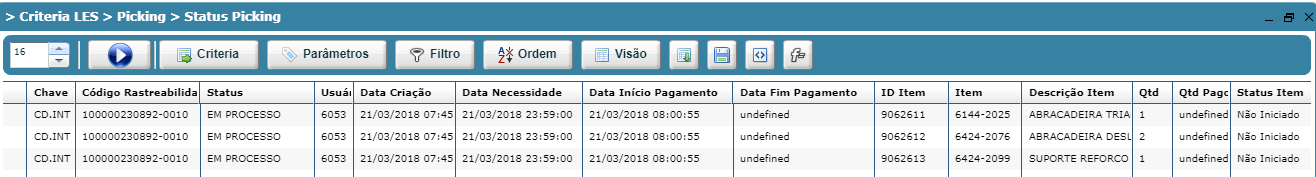 > Criteria LES > Picking > Status Picking
16 Criteria Parâmetros Filtro Ordem Visão
Chave Código Rastreabilida Status Usuái Data Criação Data Necessidade Data Início Pagamento Data Fim Pagamento ID Item Item Descrição Item Qtd Qtd Pagc Status Item
CD.INT 100000230892-0010 EM PROCESSO 6053 21/03/2018 07:45 21/03/2018 23:59:00 21/03/2018 08:00:55 undefined 9062611 6144-2025 ABRACADEIRA TRIA 1 undefined Não Iniciado
CD.INT 100000230892-0010 EM PROCESSO 6053 21/03/2018 07:45 21/03/2018 23:59:00 21/03/2018 08:00:55 undefined 9062612 6424-2076 ABRACADEIRA DESL 2 undefined Não Iniciado
CD.INT 100000230892-0010 EM PROCESSO 6053 21/03/2018 07:45 21/03/2018 23:59:00 21/03/2018 08:00:55 undefined 9062613 6424-2099 SUPORTE REFORCO 1 undefined Não Iniciado